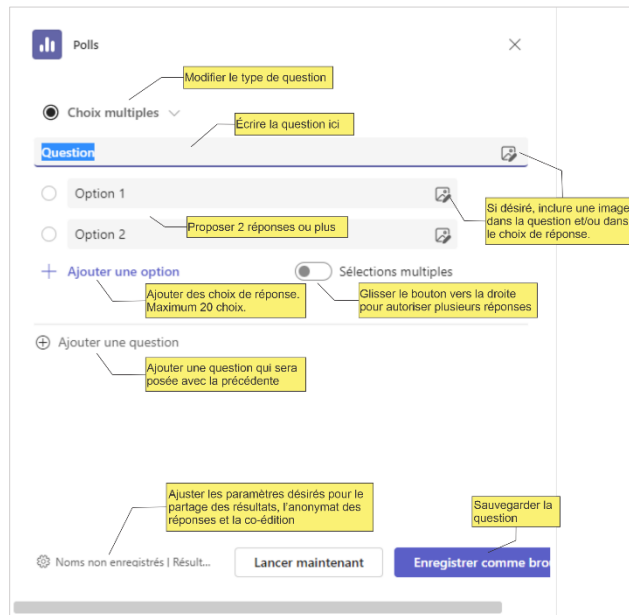 Polls
Modifier le type de question
Choix multiples
Écrire la question ici
Question
Option 1
Si désiré, inclure une image
dans la question et/ou dans
le choix de réponse.
Proposer 2 réponses ou plus
Option 2
Ajouter une option
Sélections multiples
Ajouter des choix de réponse.
Maximum 20 choix.
Glisser le bouton vers la droite
pour autoriser plusieurs réponses
Ajouter une question
Ajouter une question qui sera
posée avec la précédente
Ajuster les paramètres désirés pour le
partage des résultats, l'anonymat des
réponses et la co-édition
Sauvegarder la
question
Noms non enregistrés | Résult...
Lancer maintenant
Enregistrer comme bro